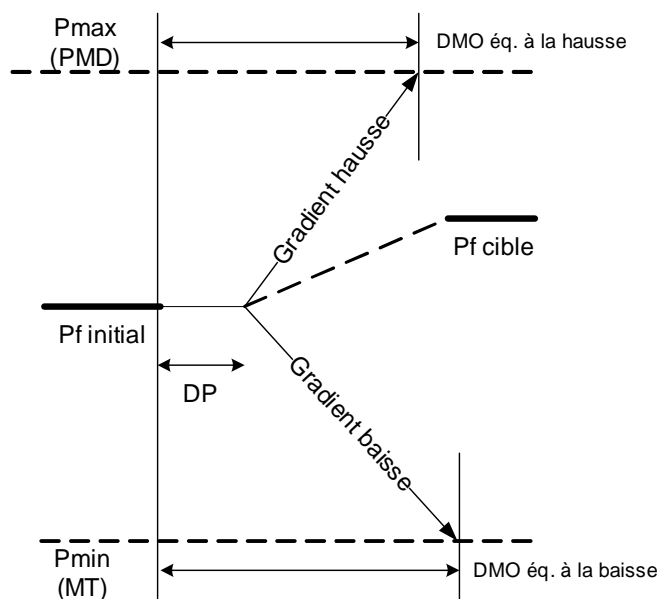 Pmax
(PMD)
DMO éq. à la hausse
Gradient hausse
Pf cible
Pf initial
DP
Gradient baisse
Pmin
(MT)
DMO éq. à la baisse